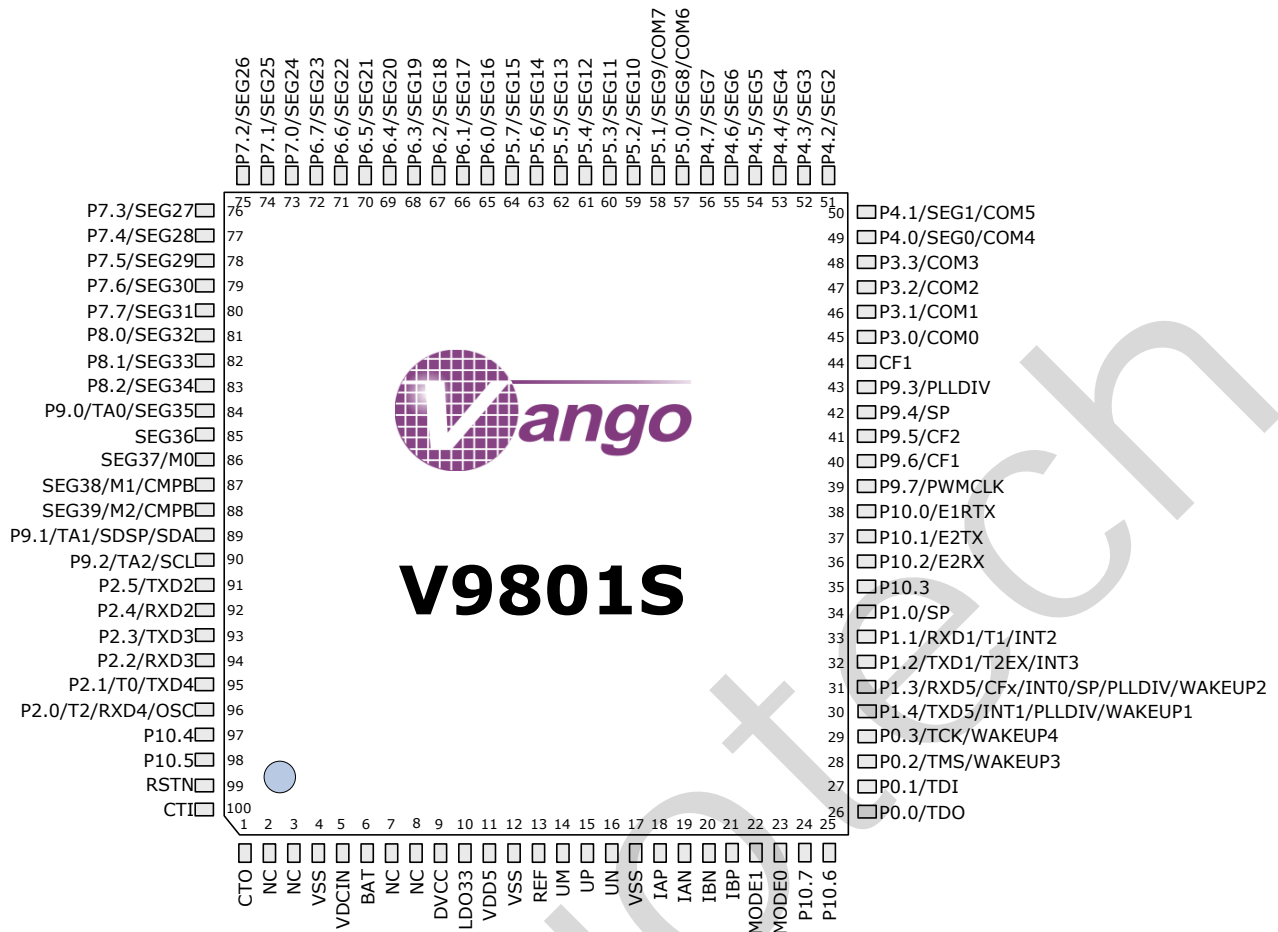 P7.2/SEG26
P7.1/SEG25
P7.0/SEG24
P6.7/SEG23
P6.6/SEG22
P6.5/SEG21
P6.4/SEG20
P6.3/SEG19
P6.2/SEG18
P6.1/SEG17
P6.0/SEG16
P5.7/SEG15
P5.6/SEG14
P5.5/SEG13
P5.4/SEG12
P5.3/SEG11
P5.2/SEG10
P5.1/SEG9/COM7
P5.0/SEG8/COM6
P4.7/SEG7
P4.6/SEG6
P4.5/SEG5
P4.4/SEG4
P4.3/SEG3
P4.2/SEG2
75 74 73 72 71 70 69 68 67 66 65 64 63 62 61 60 59 58 57 56 55 54 53 52 51
P7.3/SEG27 76
P7.4/SEG28 77
P7.5/SEG29 78
P7.6/SEG30 79
P7.7/SEG31 80
P8.0/SEG32 81
P8.1/SEG33 82
P8.2/SEG34 83
P9.0/TA0/SEG35 84
SEG36 85
SEG37/M0 86
SEG38/M1/CMPB 87
SEG39/M2/CMPB 88
P9.1/TA1/SDSP/SDA 89
P9.2/TA2/SCL 90
P2.5/TXD2 91
P2.4/RXD2 92
P2.3/TXD3 93
P2.2/RXD3 94
P2.1/T0/TXD4 95
P2.0/T2/RXD4/OSC 96
P10.4 97
P10.5 98
RSTN 99
CTI 100
Vango
V9801S
50 P4.1/SEG1/COM5
49 P4.0/SEG0/COM4
48 P3.3/COM3
47 P3.2/COM2
46 P3.1/COM1
45 P3.0/COM0
44 CF1
43 P9.3/PLLDIV
42 P9.4/SP
41 P9.5/CF2
40 P9.6/CF1
39 P9.7/PWMCLK
38 P10.0/E1RTX
37 P10.1/E2TX
36 P10.2/E2RX
35 P10.3
34 P1.0/SP
33 P1.1/RXD1/T1/INT2
32 P1.2/TXD1/T2EX/INT3
31 P1.3/RXD5/CFx/INT0/SP/PLLDIV/WAKEUP2
30 P1.4/TXD5/INT1/PLLDIV/WAKEUP1
29 P0.3/TCK/WAKEUP4
28 P0.2/TMS/WAKEUP3
27 P0.1/TDI
26 P0.0/TDO
1 2 3 4 5 6 7 8 9 10 11 12 13 14 15 16 17 18 19 20 21 22 23 24 25
CTO
NC
NC
VSS
VDCIN
BAT
NC
NC
DVCC
LDO33
VDD5
VSS
REF
UM
UP
UN
VSS
IAP
IAN
IBN
IBP
MODE1
MODE0
P10.7
P10.6
otech